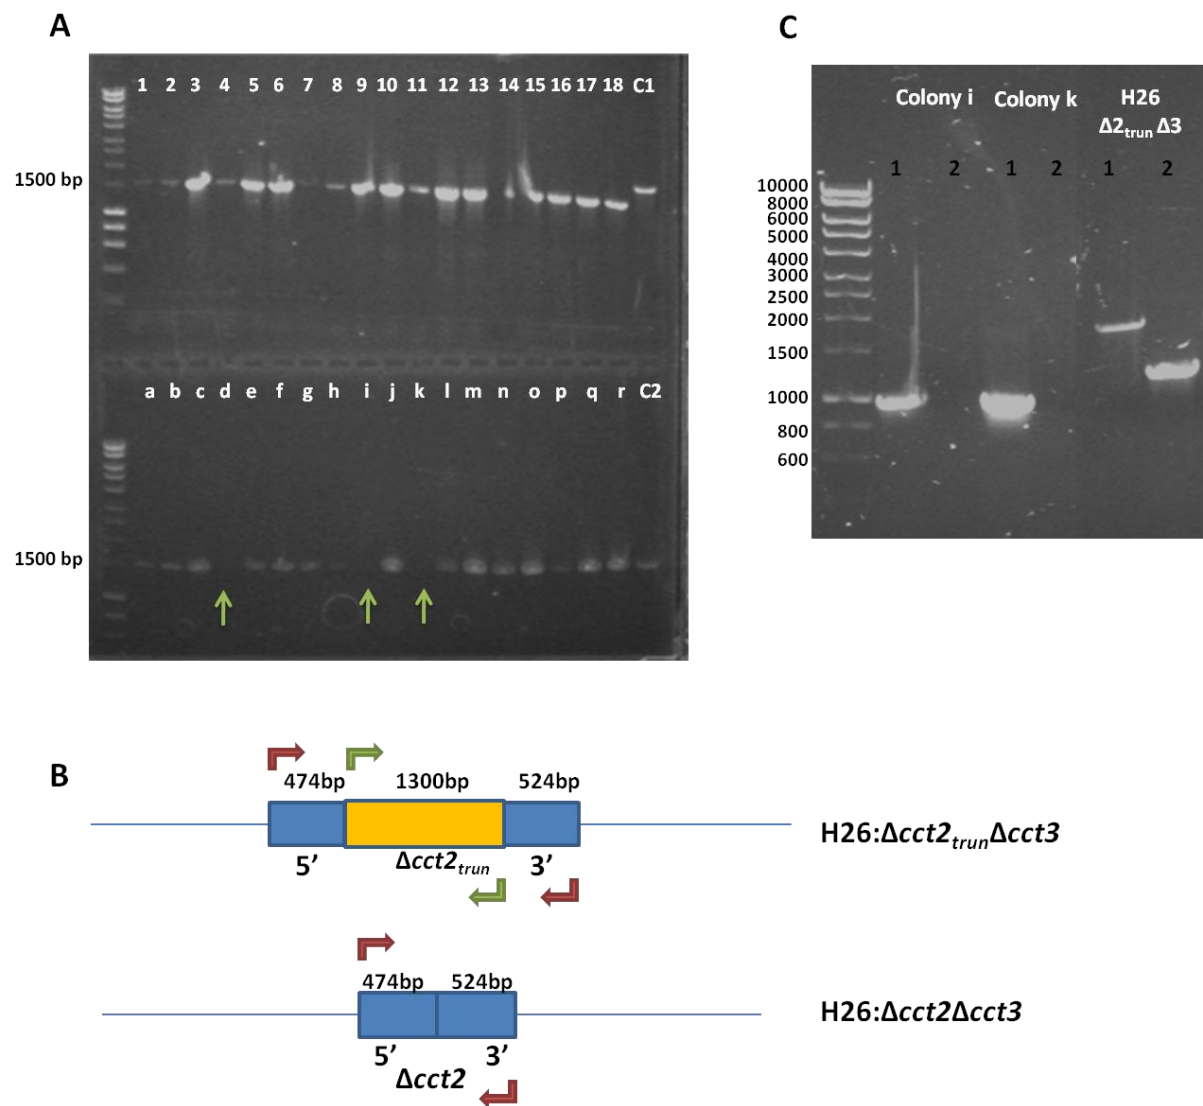 A
1 2 3 4 5 6 7 8 9 10 11 12 13 14 15 16 17 18 C1
1500 bp
a b c d e f g h i j k l m n o p q r C2
1500 bp
C
Colony i Colony k H26
Δ2trun Δ3
1 2 1 2 1 2
10000
8000
6000
5000
4000
3000
2500
2000
1500
1000
800
600
B
474bp 1300bp 524bp
5’ Δcct2trun 3’
H26:Δcct2trunΔcct3
474bp 524bp
5’ 3’
Δcct2
H26:Δcct2Δcct3